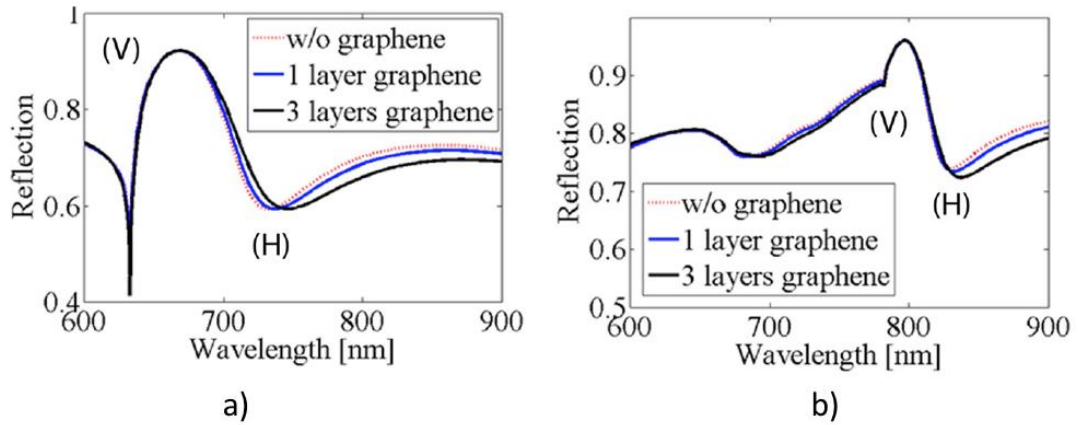 1
(V)
w/o graphene
1 layer graphene
3 layers graphene
0.8
0.6
(H)
0.4
600
700
800
900
Reflection
Wavelength [nm]
a)
0.9
(V)
0.8
0.7
(H)
w/o graphene
1 layer graphene
3 layers graphene
0.6
0.5
600
700
800
900
Reflection
Wavelength [nm]
b)